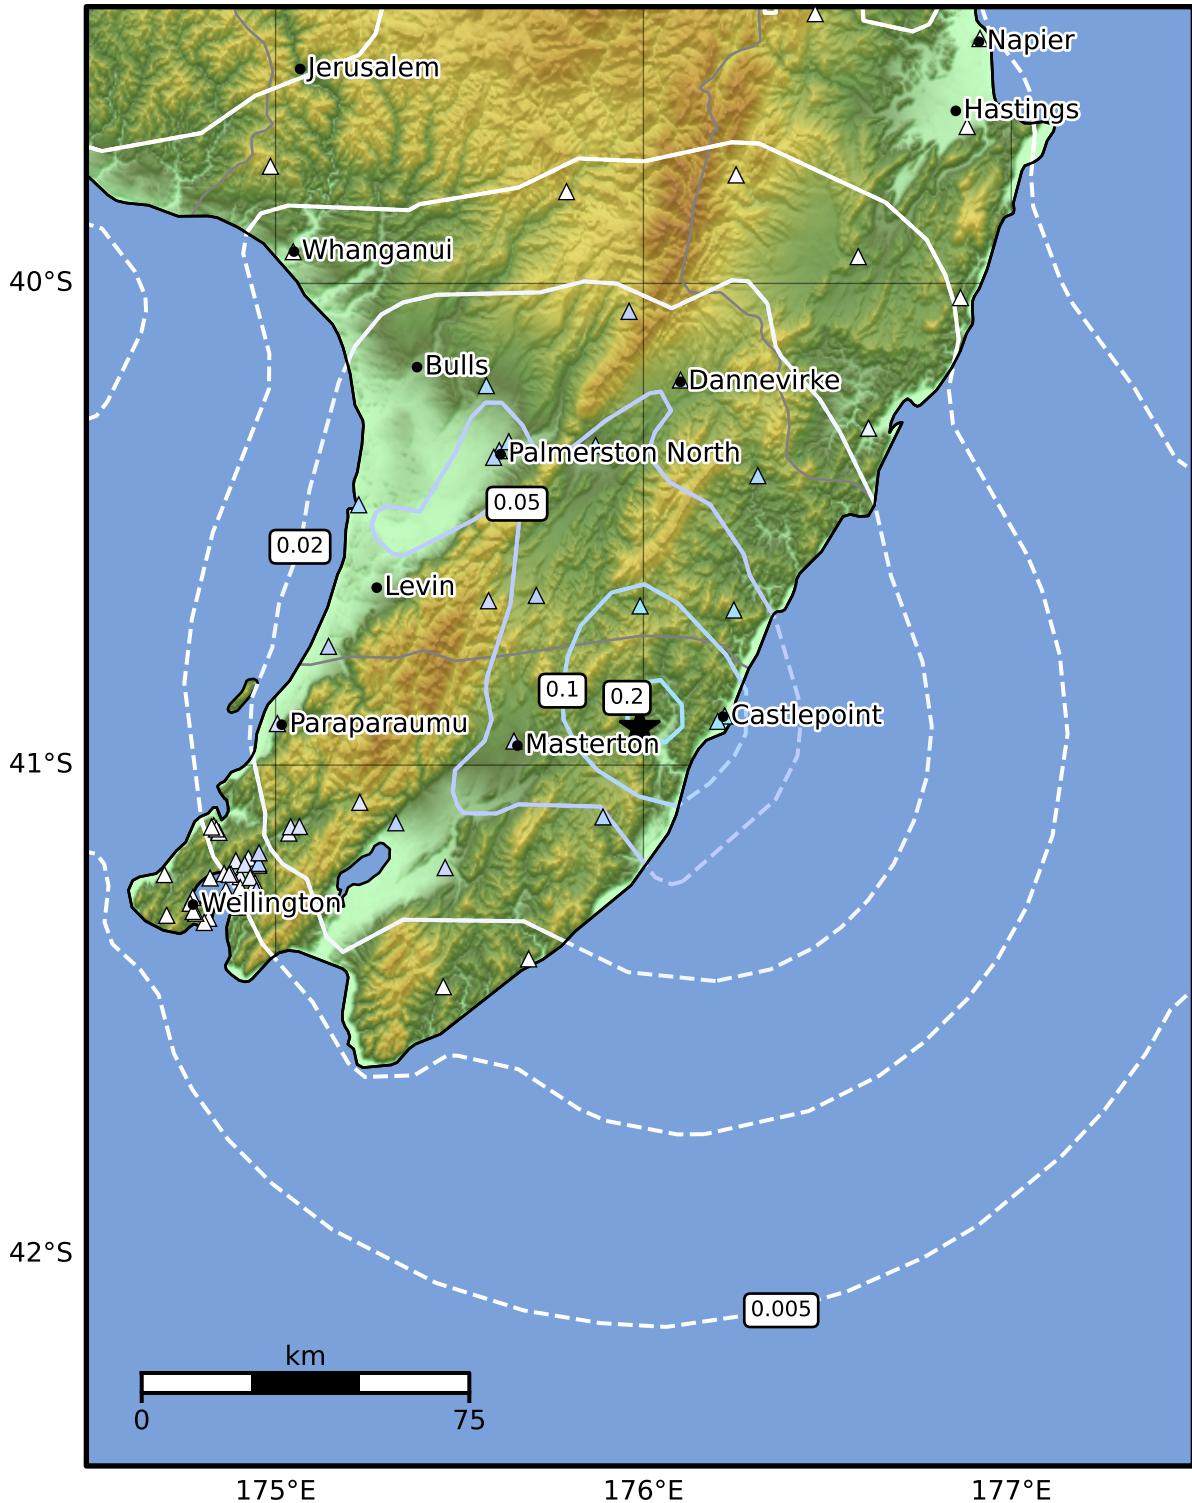 Napier
Jerusalem
Hastings
Whanganui
40°S
Bulls
Dannevirke
Palmerston North
0.05
0.02
Levin
0.1
0.2
Castlepoint
Paraparaumu
Masterton
41°S
Wellington
42°S
0.005
km
0
75
175°E
176°E
177°E